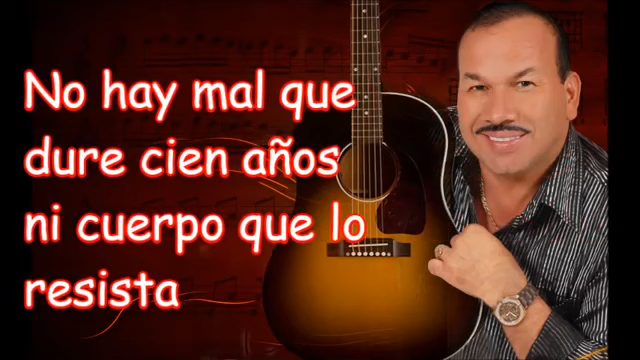 No hay mal que
dure cien años
ni cuerpo que lo
resista